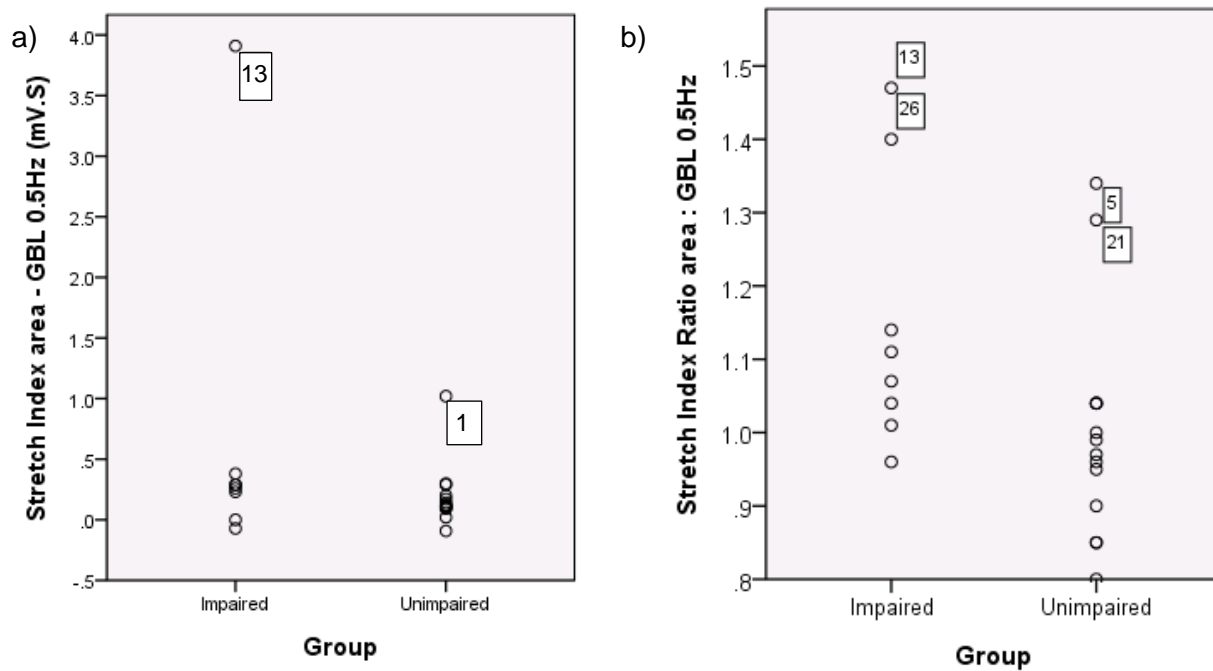 a)
Stretch Index area - GBL 0.5Hz (mV.S)
4.0
3.5
3.0
2.5
2.0
1.5
1.0
.5
.0
-.5
13
1
Impaired
Unimpaired
Group
b)
Stretch Index Ratio area : GBL 0.5Hz
1.5
1.4
1.3
1.2
1.1
1.0
.9
.8
13
26
5
21
Impaired
Unimpaired
Group